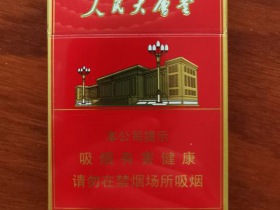 人民大会堂
本公司提示
吸烟有害健康
请勿在禁烟场所吸烟